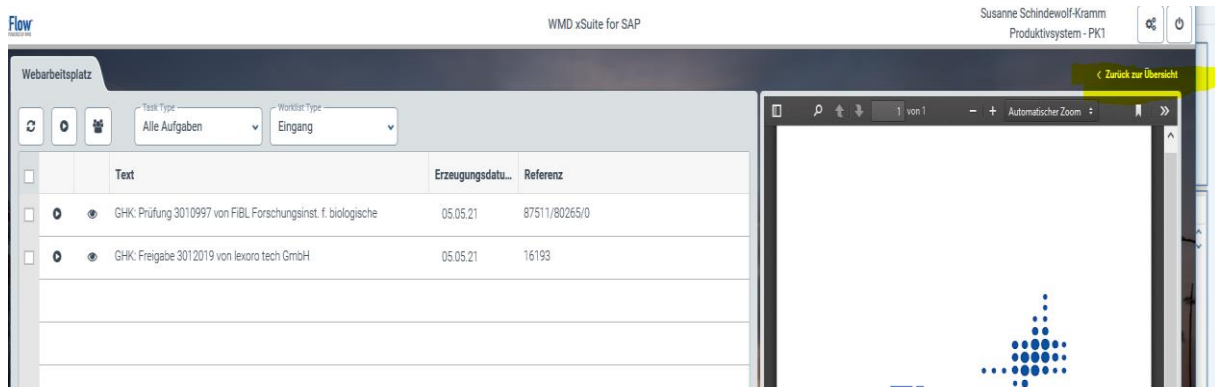 Flow
WMD xSuite for SAP
Susanne Schindewolf-Kramm
Produktivsystem - PK1
Webarbeitsplatz
< Zurück zur Übersicht
Task Type
Alle Aufgaben
Worklist Type
Eingang
1 von 1
Automatischer Zoom
Text Erzeugungsdatu... Referenz
GHK: Prüfung 3010997 von FiBL Forschungsinst. f. biologische 05.05.21 87511/80265/0
GHK: Freigabe 3012019 von lexoro tech GmbH 05.05.21 16193